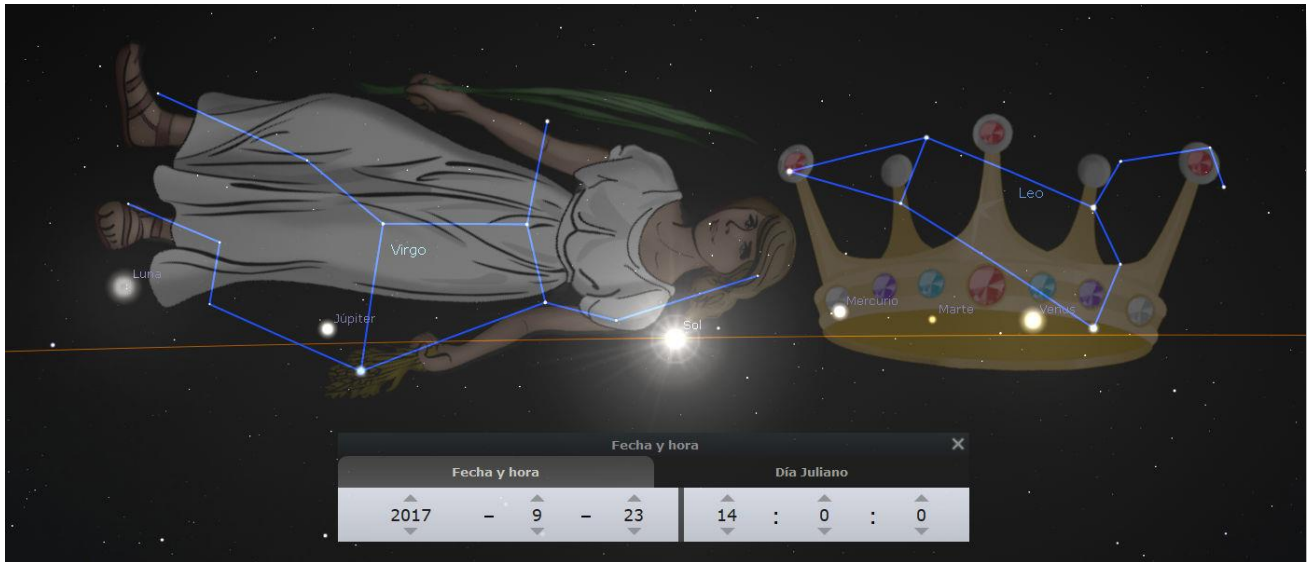 Leo
Virgo
Luna
Mercurio
Marte
Venus
Júpiter
Sol
Fecha y hora
Fecha y hora
Día Juliano
2017 – 9 – 23 14 : 0 : 0